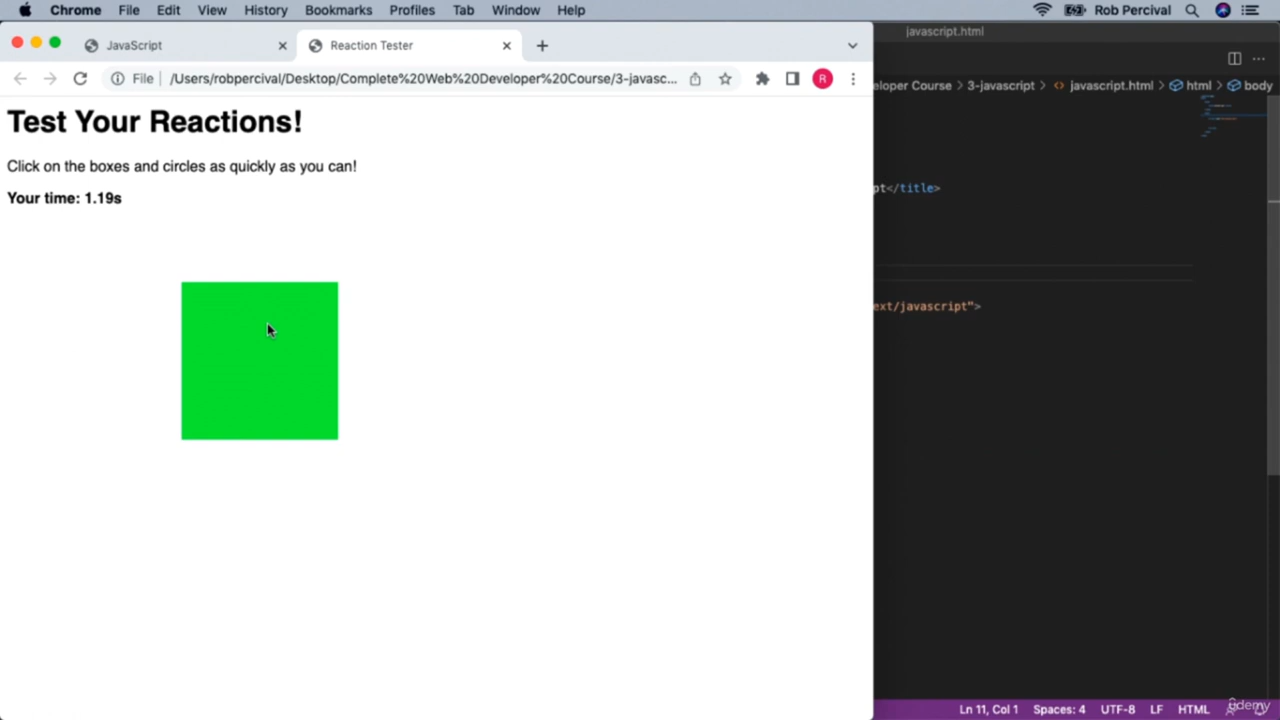 Chrome File Edit View History Bookmarks Profiles Tab Window Help Rob Percival
JavaScript Reaction Tester
javascript.html
File /Users/robpercival/Desktop/Complete%20Web%20Developer%20Course/3-javasc...
R
eloper Course > 3-javascript > javascript.html > html > body
Test Your Reactions!
Click on the boxes and circles as quickly as you can!
Your time: 1.19s
pt</title>
ext/javascript">
Ln 11, Col 1 Spaces: 4 UTF-8 LF HTML
udemy